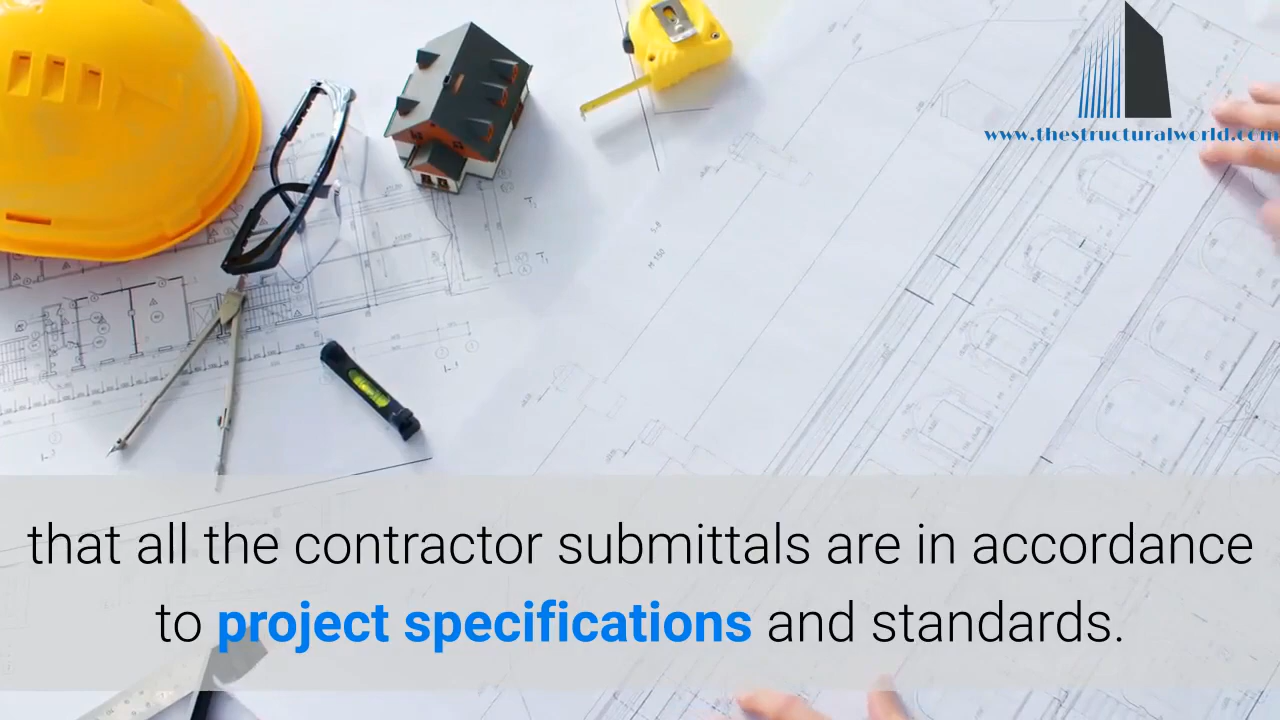 www.thestructuralworld.com
that all the contractor submittals are in accordance
to project specifications and standards.